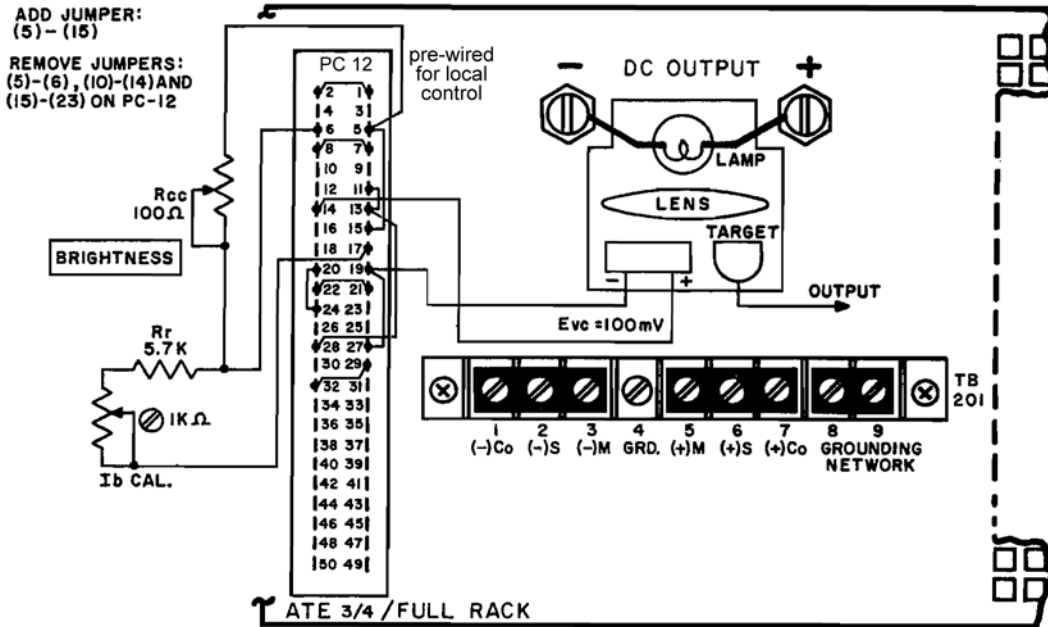 ADD JUMPER:
(5)-(15)
REMOVE JUMPERS:
(5)-(6), (10)-(14) AND
(15)-(23) ON PC-12
PC 12
pre-wired
for local
control
2 1
4 3
6 5
8 7
10 9
12 11
14 13
16 15
18 17
20 19
22 21
24 23
26 25
28 27
30 29
32 31
34 33
36 35
38 37
40 39
42 41
44 43
46 45
48 47
50 49
Rcc
100Ω
BRIGHTNESS
Rr
5.7K
1KΩ
Ib CAL.
- DC OUTPUT +
LAMP
LENS
TARGET
- +
OUTPUT
Evc=100mV
TB
201
1 2 3 4 5 6 7 8 9
(-)Co (-)S (-)M GRD. (+)M (+)S (+)Co GROUNDING
NETWORK
ATE 3/4 / FULL RACK